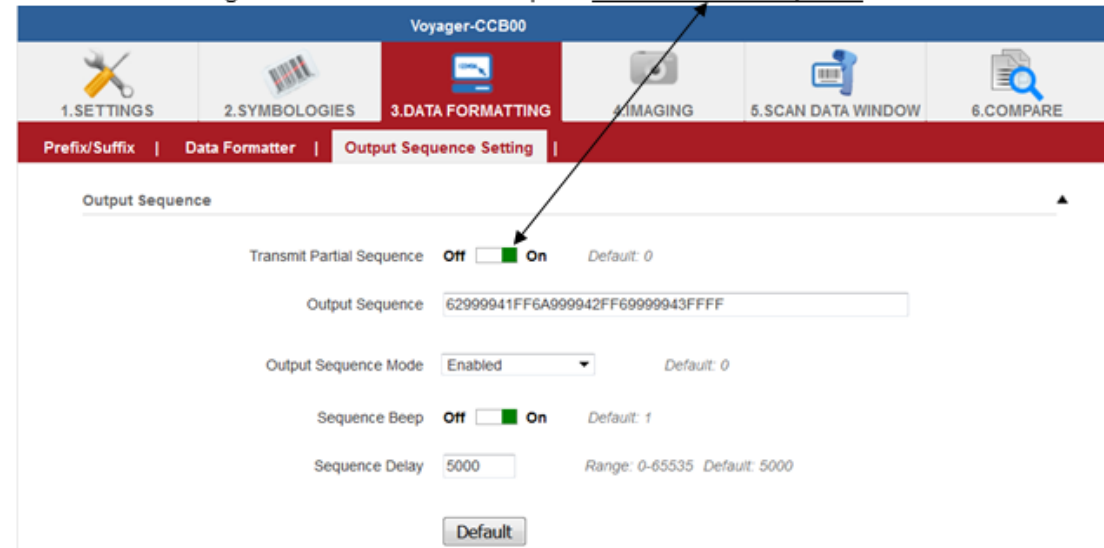 Voyager-CCB00
1.SETTINGS 2.SYMBOLOGIES 3.DATA FORMATTING 4.IMAGING 5.SCAN DATA WINDOW 6.COMPARE
Prefix/Suffix | Data Formatter | Output Sequence Setting |
Output Sequence
Transmit Partial Sequence Off On Default: 0
Output Sequence 62999941FF6A999942FF69999943FFFF
Output Sequence Mode Enabled Default: 0
Sequence Beep Off On Default: 1
Sequence Delay 5000 Range: 0-65535 Default: 5000
Default